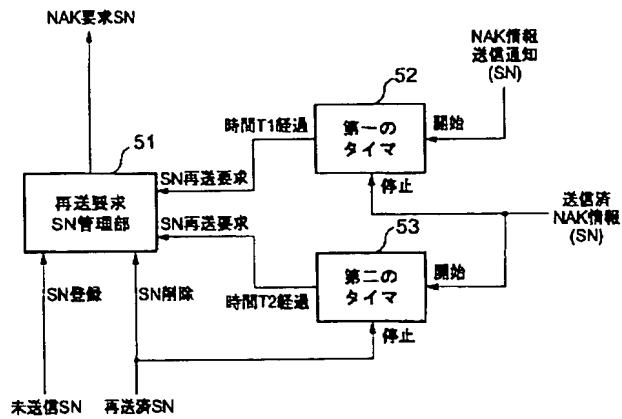 NAK要求SN
NAK情報
送信通知
(SN)
52
時間T1経過
第一の
タイマ
開始
51
SN再送要求
停止
再送要求
SN管理部
SN再送要求
送信済
NAK情報
(SN)
53
第二の
タイマ
開始
SN登録
SN削除
時間T2経過
停止
未送信SN
再送済SN